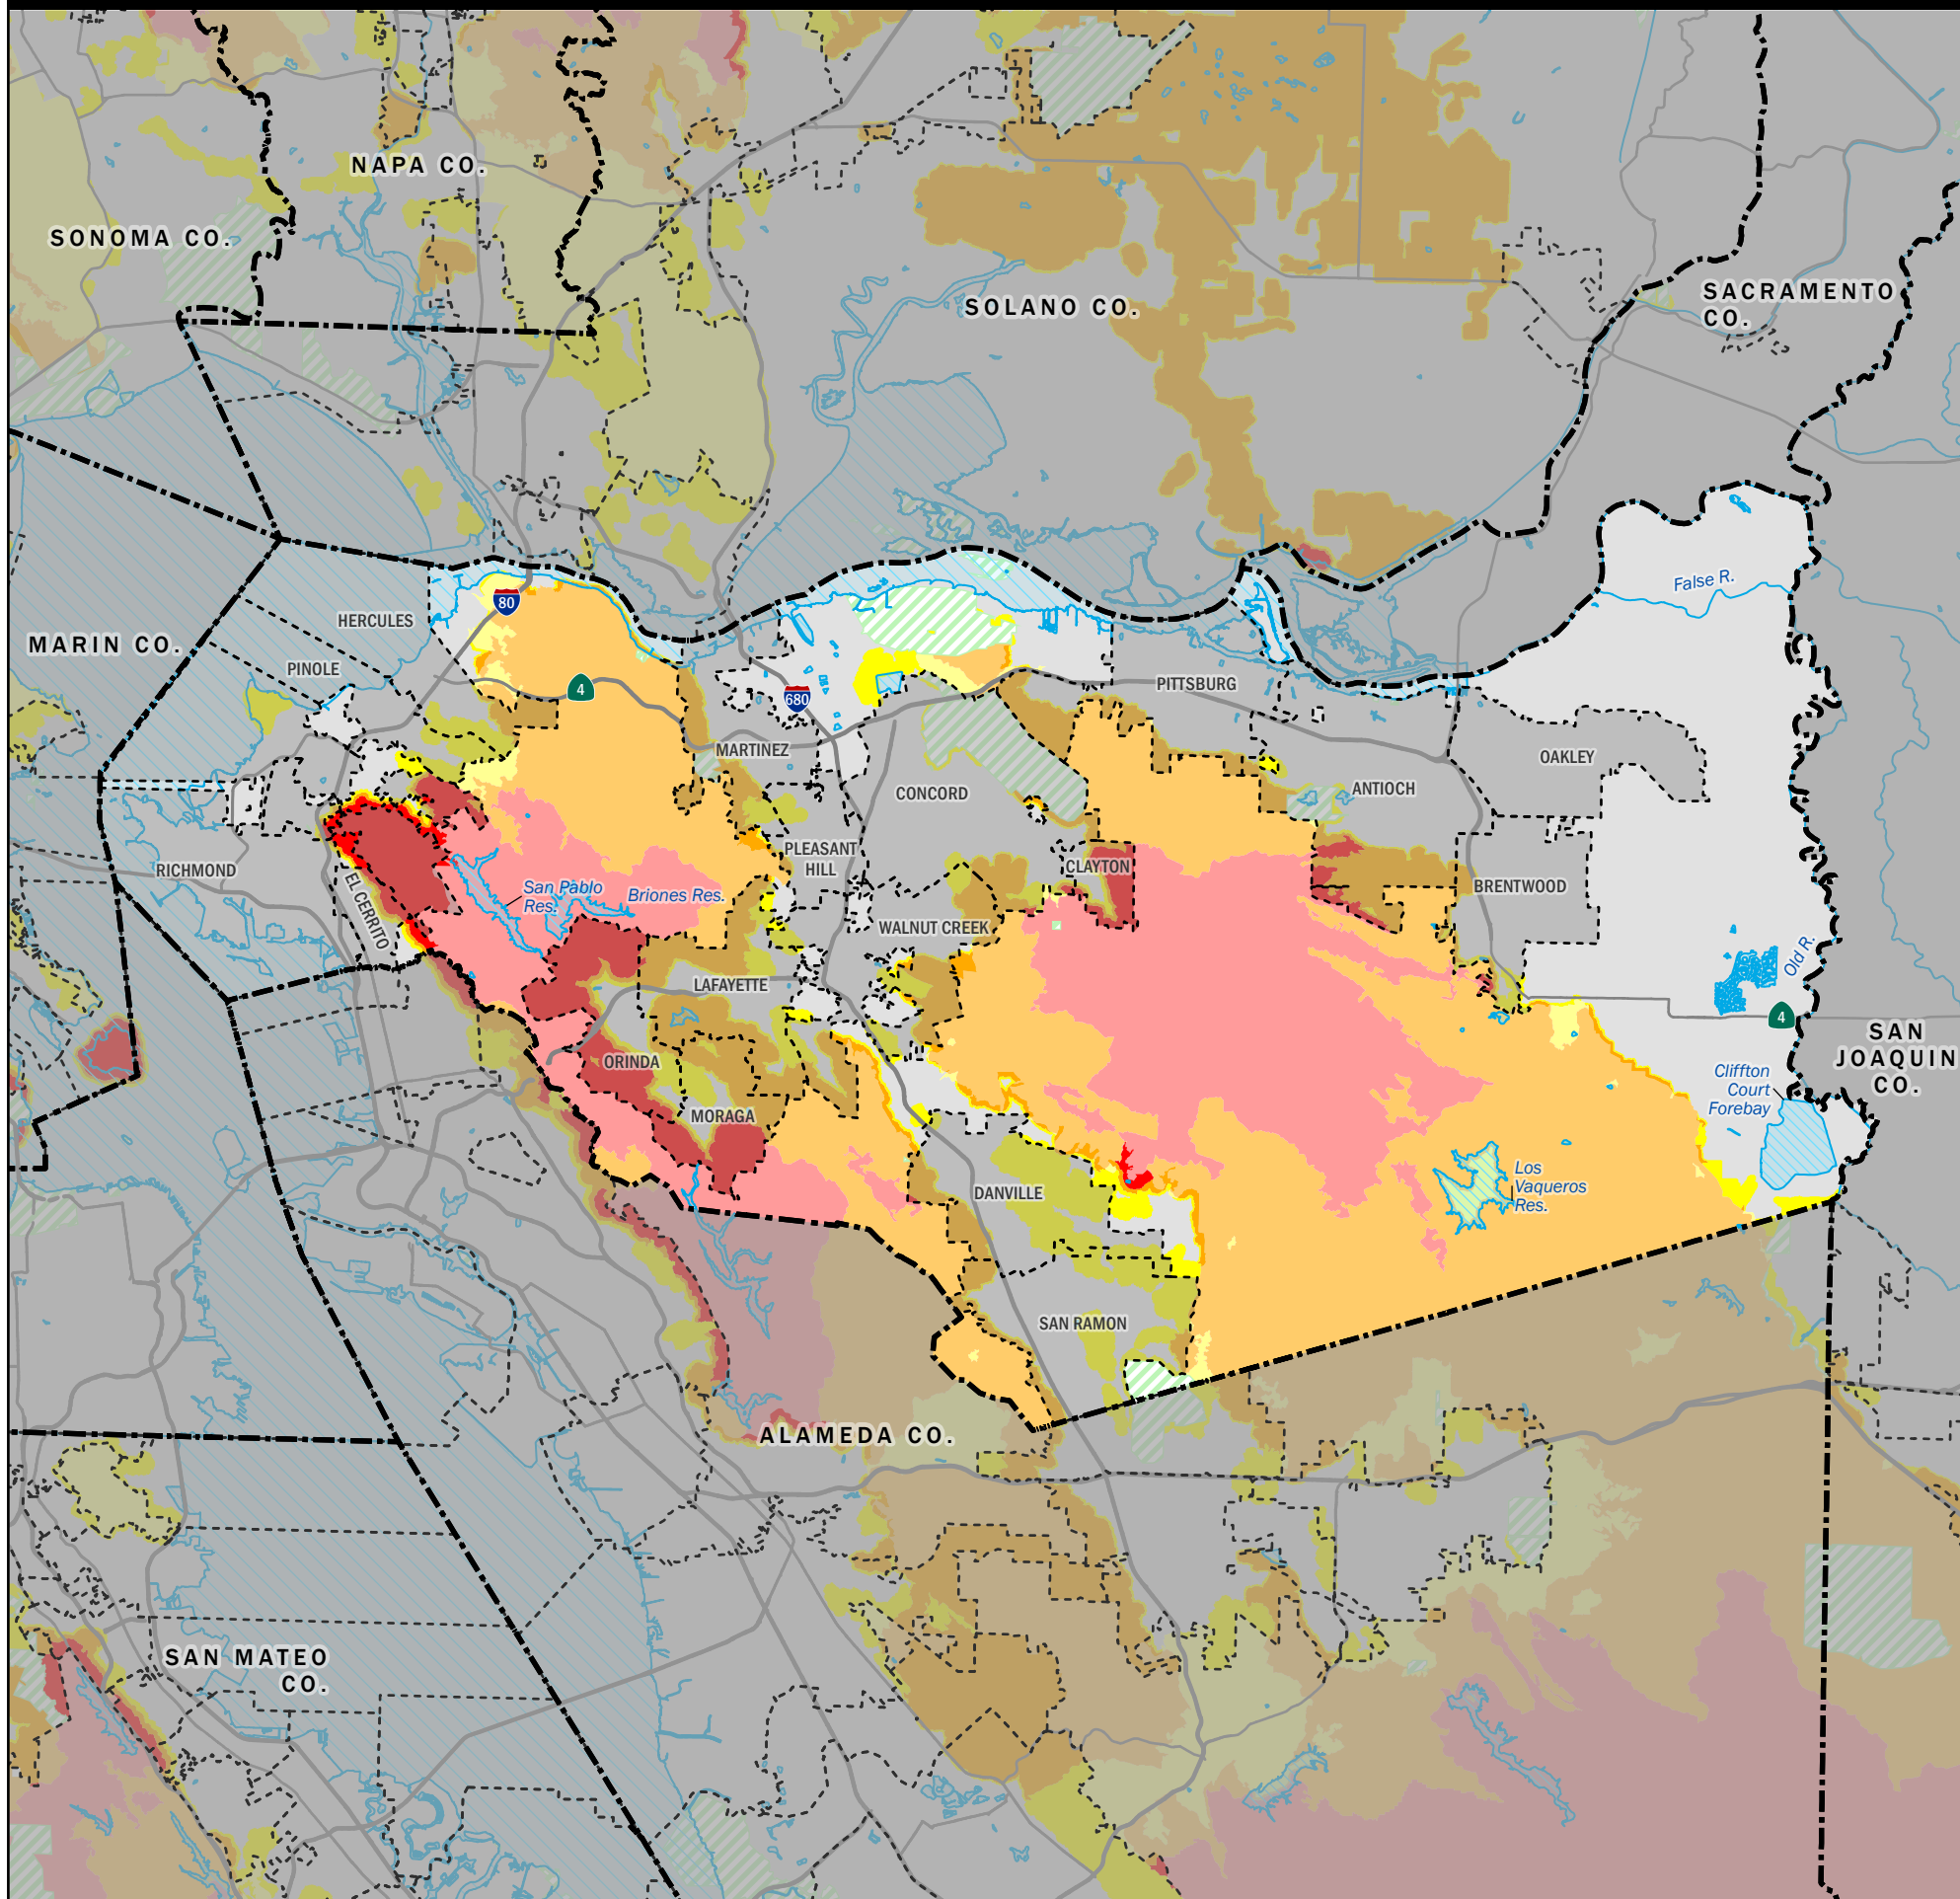 NAPA CO.
SONOMA CO.
SOLANO CO.
SACRAMENTO
CO.
False R.
80
HERCULES
MARIN CO.
PINOLE
4
680
PITTSBURG
MARTINEZ
OAKLEY
CONCORD
ANTIOCH
PLEASANT
HILL
CLAYTON
RICHMOND
EL CERRITO
San Pablo
Res.
Briones Res.
BRENTWOOD
WALNUT CREEK
Old R.
LAFAYETTE
4
SAN
JOAQUIN
CO.
ORINDA
Cliffton
Court
Forebay
MORAGA
DANVILLE
Los
Vaqueros
Res.
SAN RAMON
ALAMEDA CO.
SAN MATEO
CO.